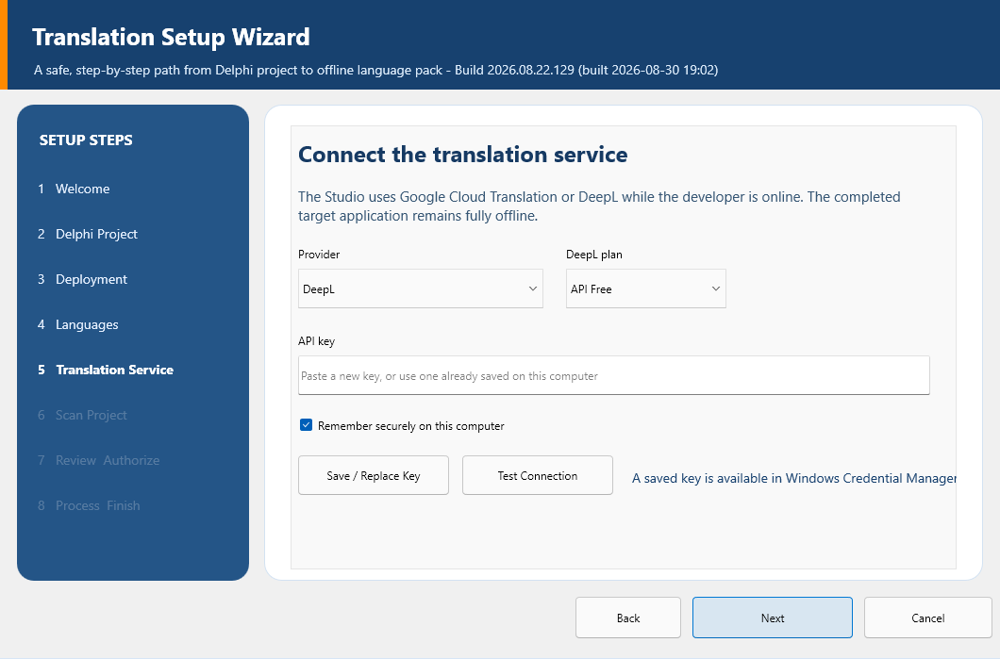 Translation Setup Wizard
A safe, step-by-step path from Delphi project to offline language pack - Build 2026.08.22.129 (built 2026-08-30 19:02)
SETUP STEPS
1 Welcome
2 Delphi Project
3 Deployment
4 Languages
5 Translation Service
6 Scan Project
7 Review Authorize
8 Process Finish
Connect the translation service
The Studio uses Google Cloud Translation or DeepL while the developer is online. The completed
target application remains fully offline.
Provider DeepL plan
DeepL API Free
API key
Paste a new key, or use one already saved on this computer
Remember securely on this computer
Save / Replace Key Test Connection A saved key is available in Windows Credential Manager
Back Next Cancel